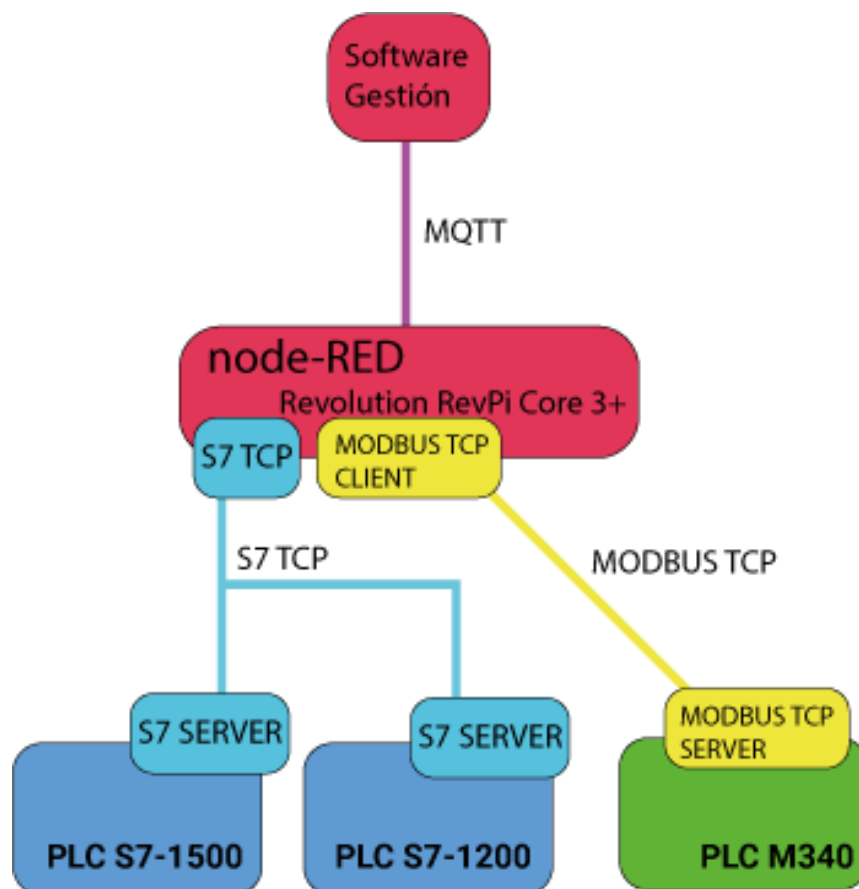 Software
Gestión
MQTT
node-RED
Revolution RevPi Core 3+
S7 TCP
MODBUS TCP
CLIENT
S7 TCP
MODBUS TCP
S7 SERVER
S7 SERVER
MODBUS TCP
SERVER
PLC S7-1500
PLC S7-1200
PLC M340